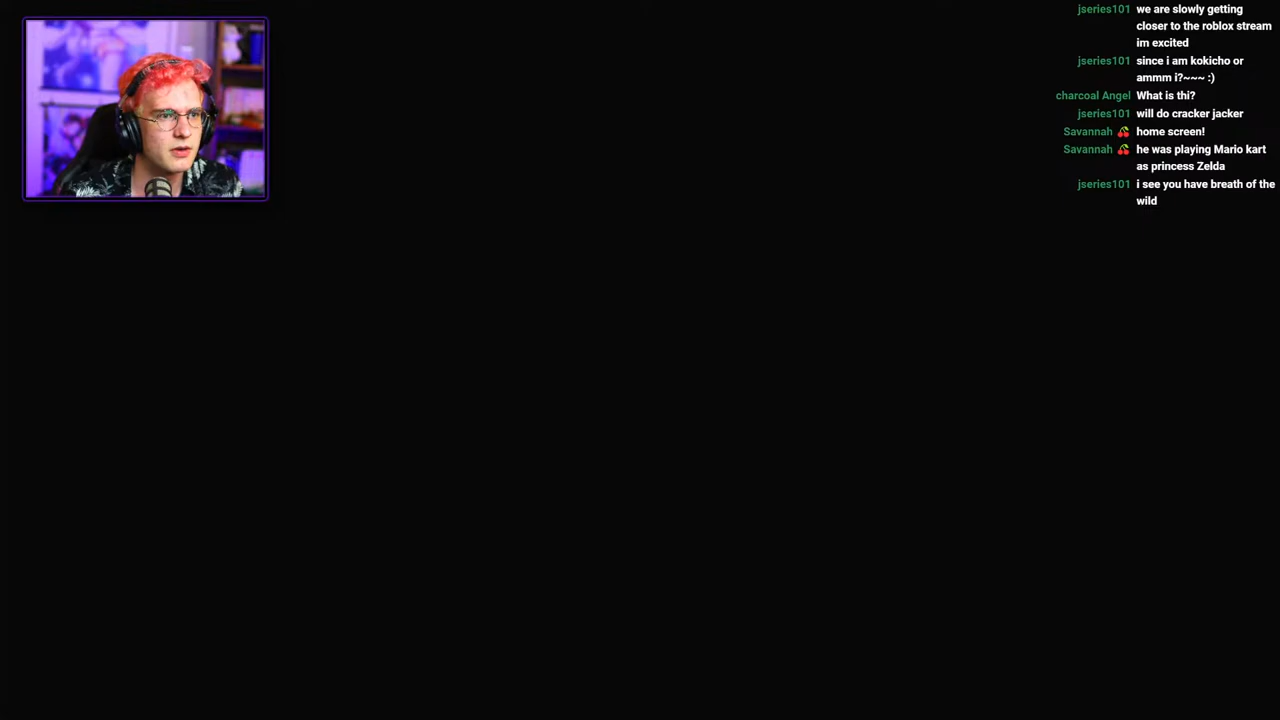 jseries101 we are slowly getting
closer to the roblox stream
im excited
jseries101 since i am kokicho or
ammm i?~~~ :)
charcoal Angel What is thi?
jseries101 will do cracker jacker
Savannah 🍒 home screen!
Savannah 🍒 he was playing Mario kart
as princess Zelda
jseries101 i see you have breath of the
wild